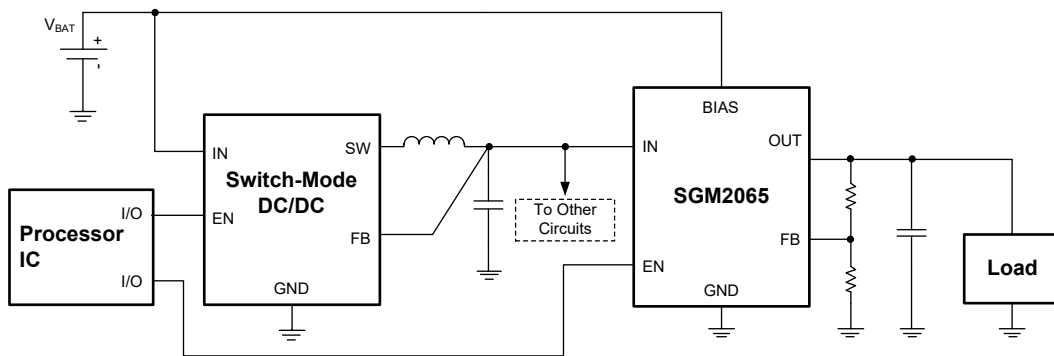 VBAT
+
-
BIAS
IN
SW
IN
OUT
Switch-Mode
DC/DC
SGM2065
I/O
EN
To Other
Circuits
Processor
IC
FB
FB
I/O
EN
Load
GND
GND